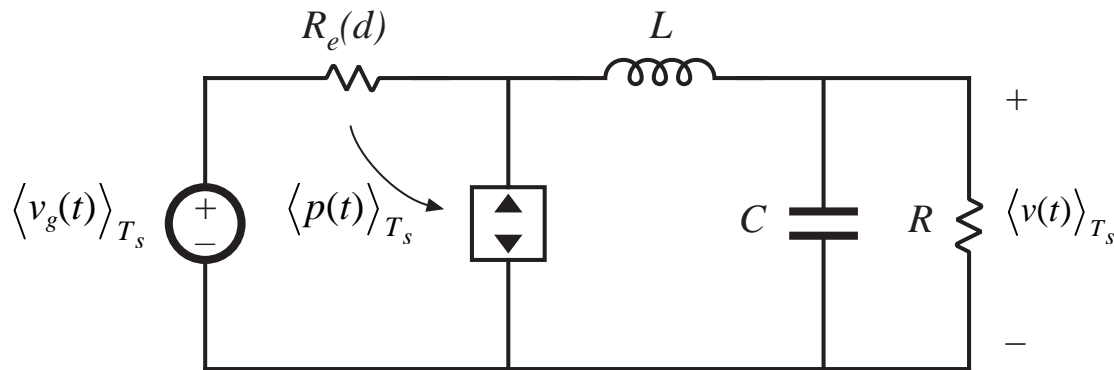 R_e(d)
L
+
⟨v_g(t)⟩_{T_s}
+
–
⟨p(t)⟩_{T_s}
C
R
⟨v(t)⟩_{T_s}
–